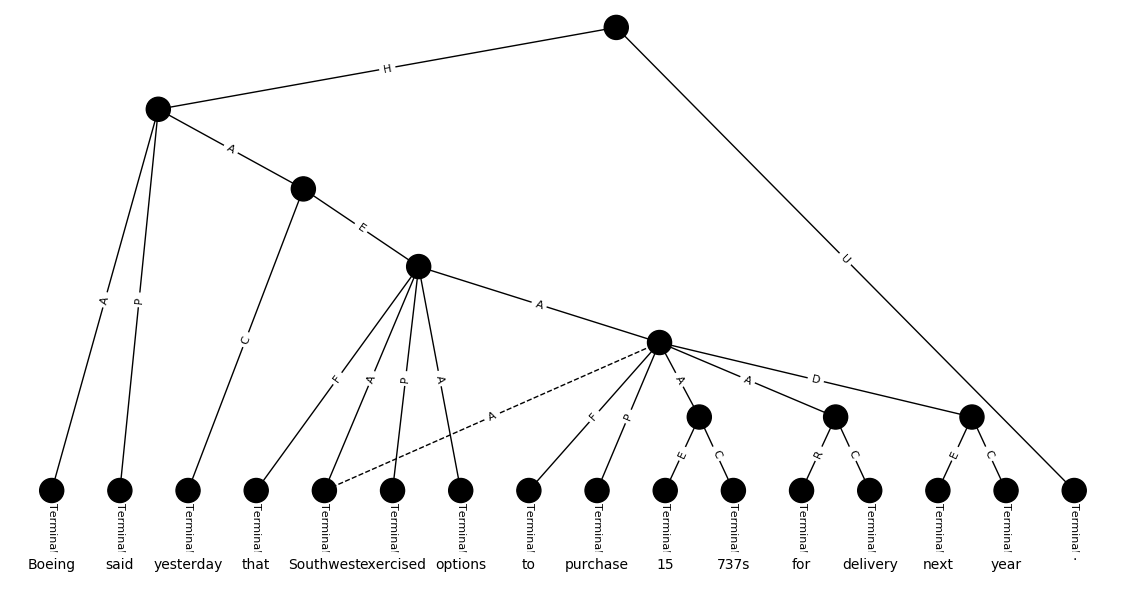 H
A
U
E
A
P
A
C
A
F
A
P
A
A
A
D
A
F
P
E
C
R
C
E
C
Terminal Terminal Terminal Terminal Terminal Terminal Terminal Terminal Terminal Terminal Terminal Terminal Terminal Terminal Terminal Terminal
Boeing said yesterday that Southwest exercised options to purchase 15 737s for delivery next year .